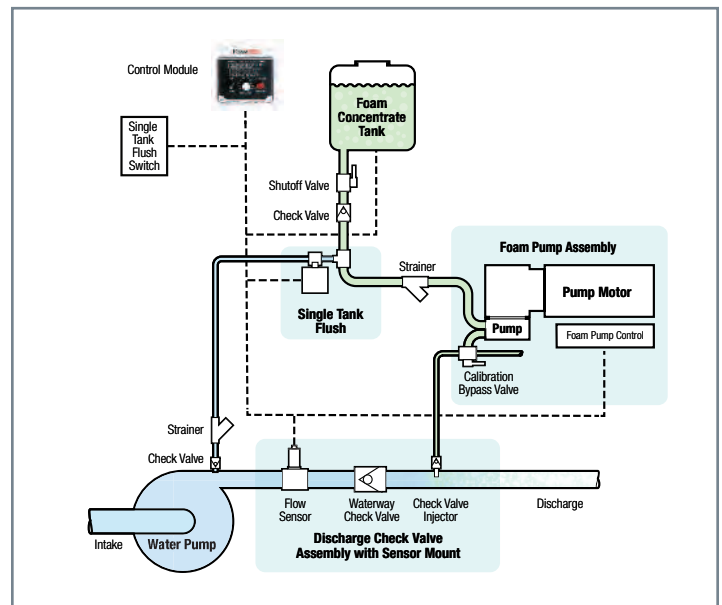 Control Module
Foam
Concentrate
Tank
Single
Tank
Flush
Switch
Shutoff Valve
Check Valve
Foam Pump Assembly
Strainer
Pump Motor
Single Tank
Flush
Pump
Foam Pump Control
Calibration
Bypass Valve
Strainer
Check Valve
Flow
Sensor
Waterway
Check Valve
Check Valve
Injector
Discharge
Intake
Water Pump
Discharge Check Valve
Assembly with Sensor Mount